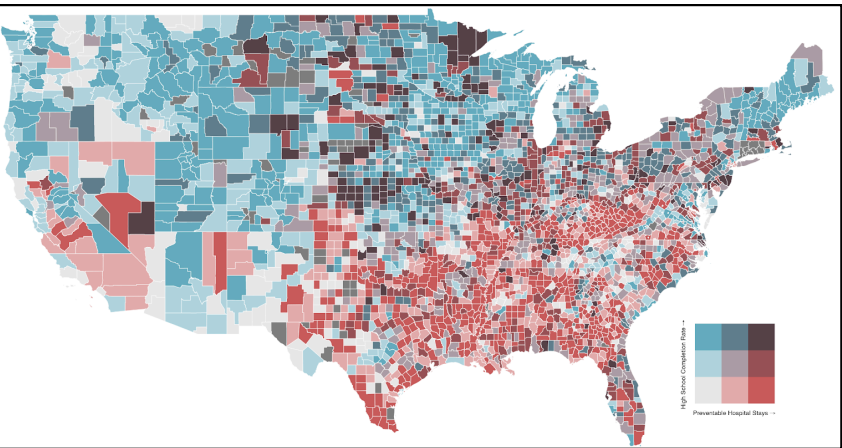 High School Completion Rate →
Preventable Hospital Stays →